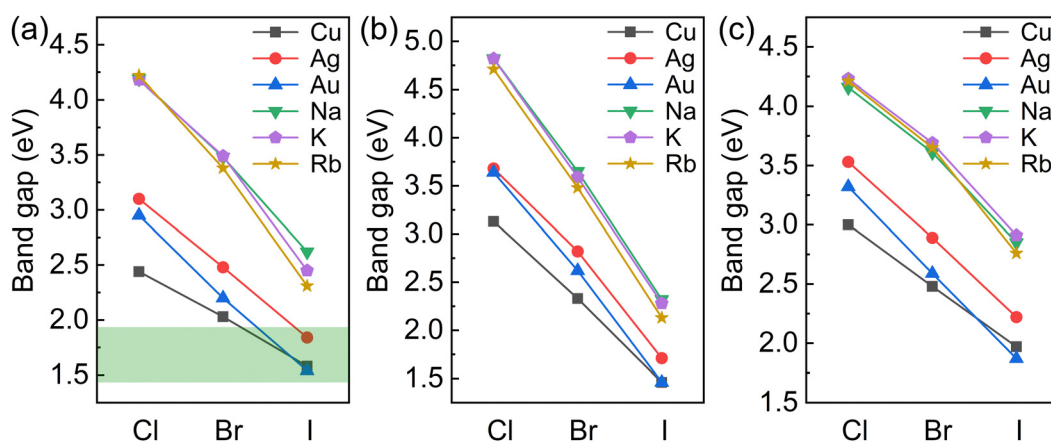 (a)
Band gap (eV)
4.5
4.0
3.5
3.0
2.5
2.0
1.5
Cu
Ag
Au
Na
K
Rb
Cl Br I
(b)
Band gap (eV)
5.0
4.5
4.0
3.5
3.0
2.5
2.0
1.5
Cu
Ag
Au
Na
K
Rb
Cl Br I
(c)
Band gap (eV)
4.5
4.0
3.5
3.0
2.5
2.0
1.5
Cu
Ag
Au
Na
K
Rb
Cl Br I